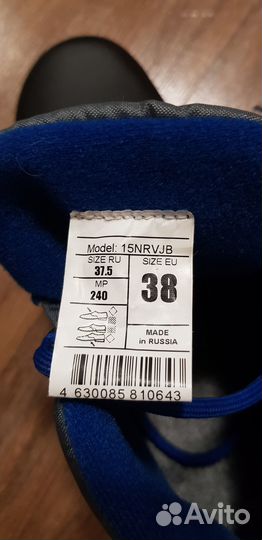 Model: 15NRVJB
SIZE RU
37.5
MP
240
SIZE EU
38
MADE
in RUSSIA
4 630085 810643
Avito